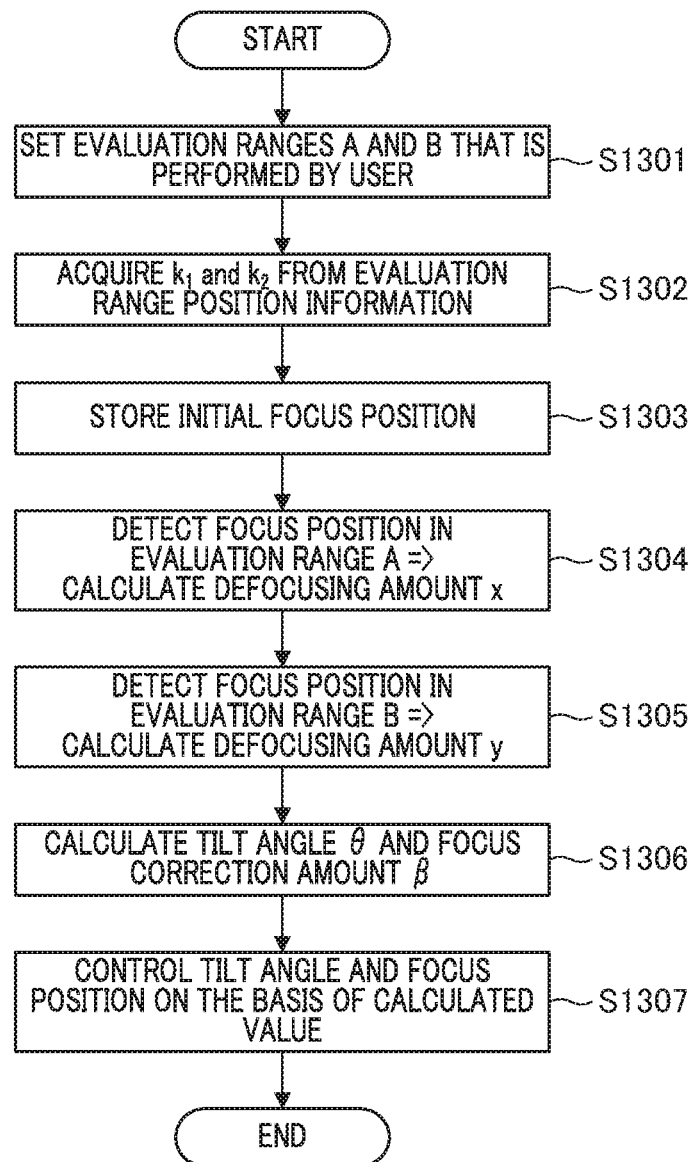 START
SET EVALUATION RANGES A AND B THAT IS
PERFORMED BY USER
S1301
ACQUIRE k₁ and k₂ FROM EVALUATION
RANGE POSITION INFORMATION
S1302
STORE INITIAL FOCUS POSITION
S1303
DETECT FOCUS POSITION IN
EVALUATION RANGE A =>
CALCULATE DEFOCUSING AMOUNT x
S1304
DETECT FOCUS POSITION IN
EVALUATION RANGE B =>
CALCULATE DEFOCUSING AMOUNT y
S1305
CALCULATE TILT ANGLE θ AND FOCUS
CORRECTION AMOUNT β
S1306
CONTROL TILT ANGLE AND FOCUS
POSITION ON THE BASIS OF CALCULATED
VALUE
S1307
END